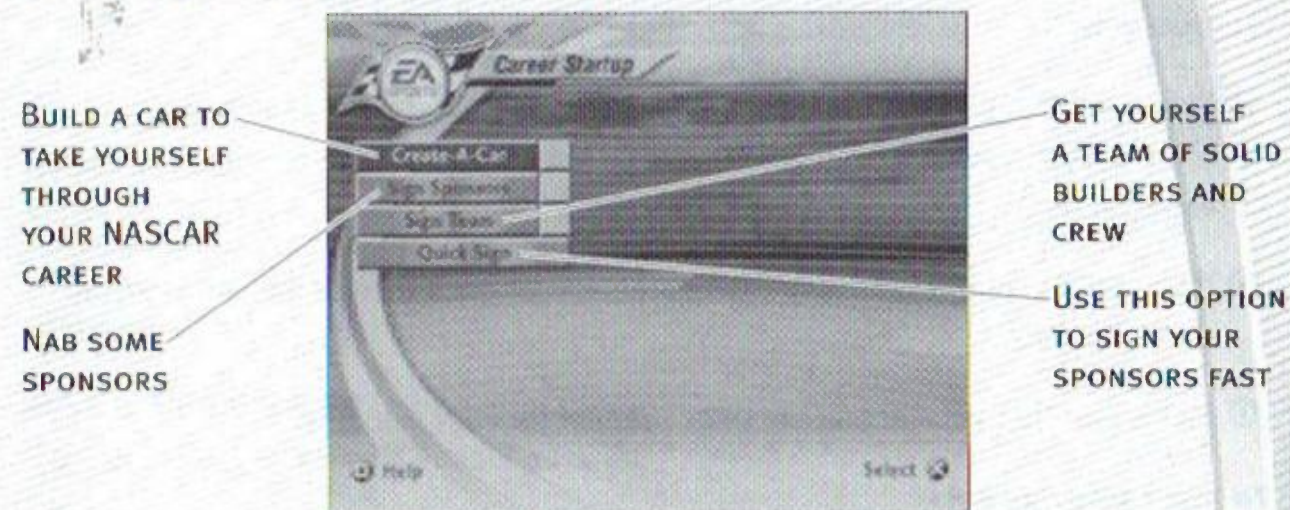 BUILD A CAR TO
TAKE YOURSELF
THROUGH
YOUR NASCAR
CAREER
NAB SOME
SPONSORS
EA
Career Startup
Create-A-Car
Sign Sponsors
Sign Team
Quick Sign
Help
Select
GET YOURSELF
A TEAM OF SOLID
BUILDERS AND
CREW
USE THIS OPTION
TO SIGN YOUR
SPONSORS FAST